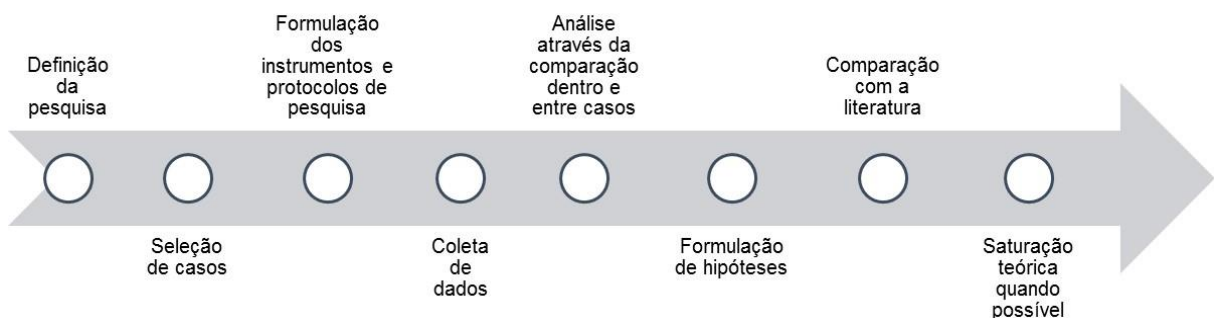 Definição
da
pesquisa
Seleção
de casos
Formulação
dos
instrumentos e
protocolos de
pesquisa
Coleta
de
dados
Análise
através da
comparação
dentro e
entre casos
Formulação
de hipóteses
Comparação
com a
literatura
Saturação
teórica
quando
possível